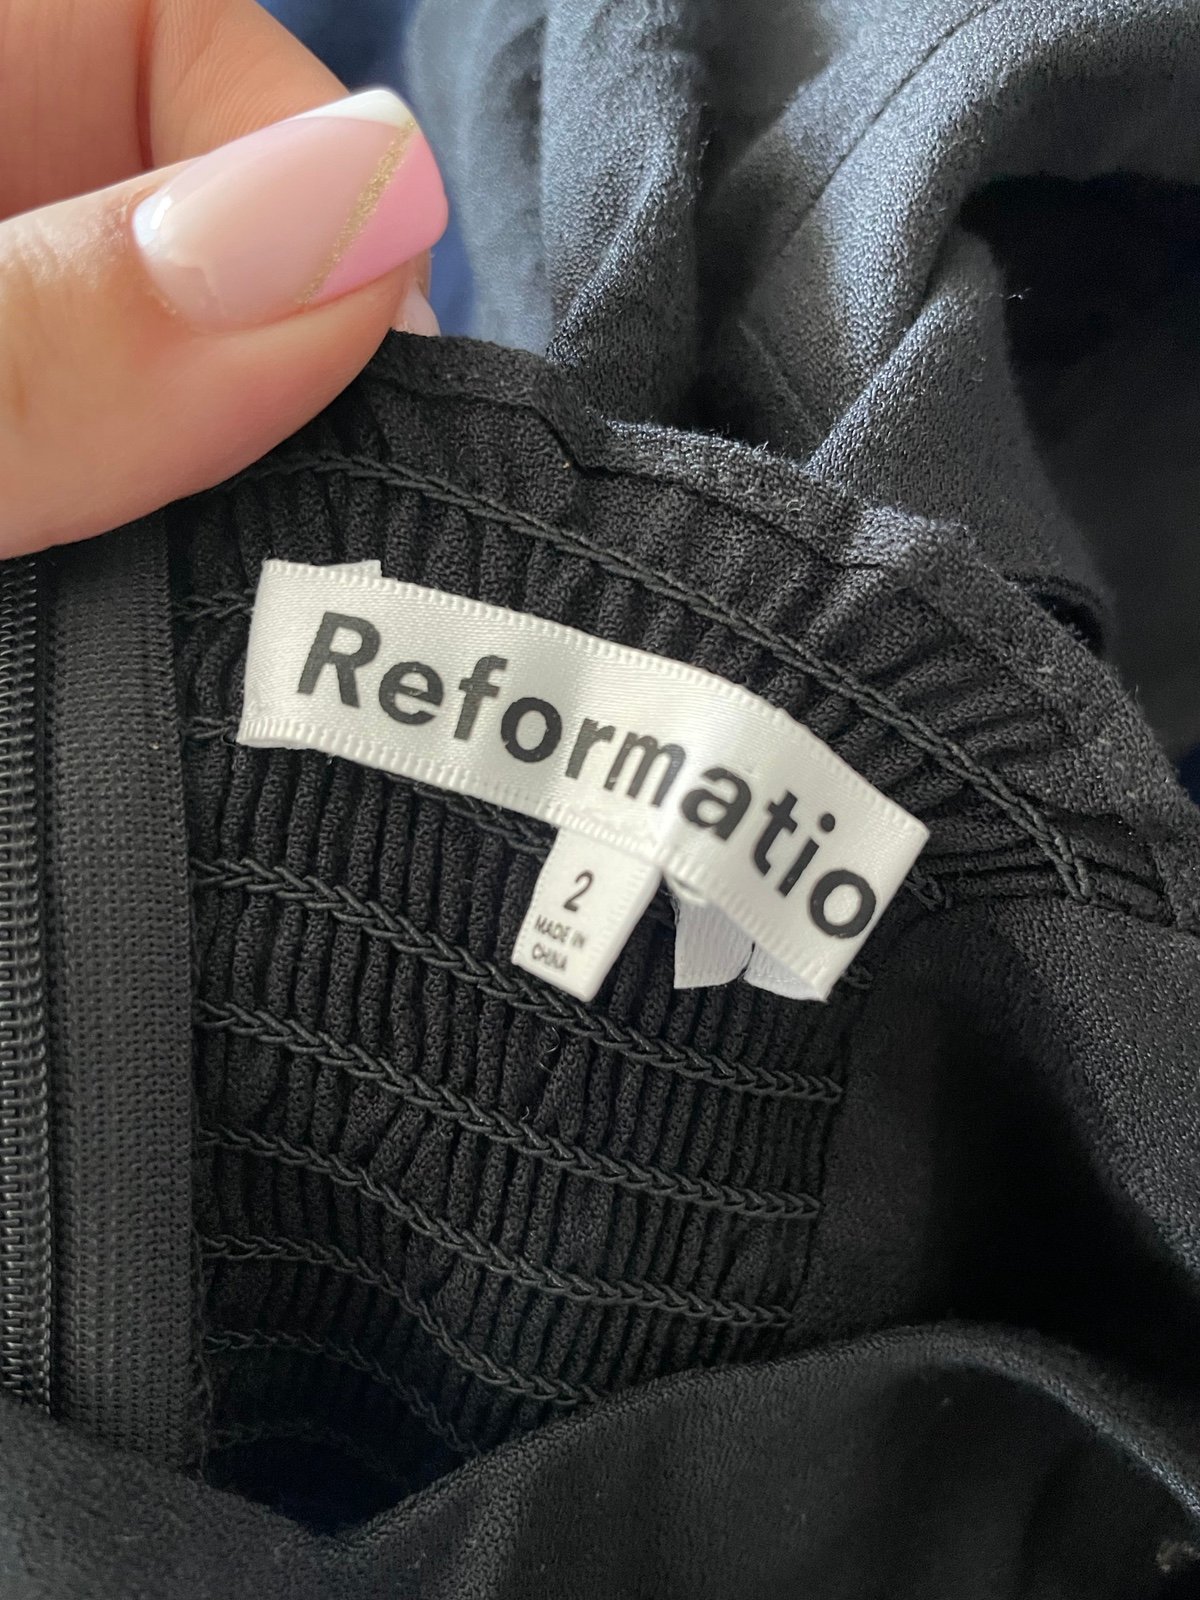 Reformatio
2
MADE IN
CHINA